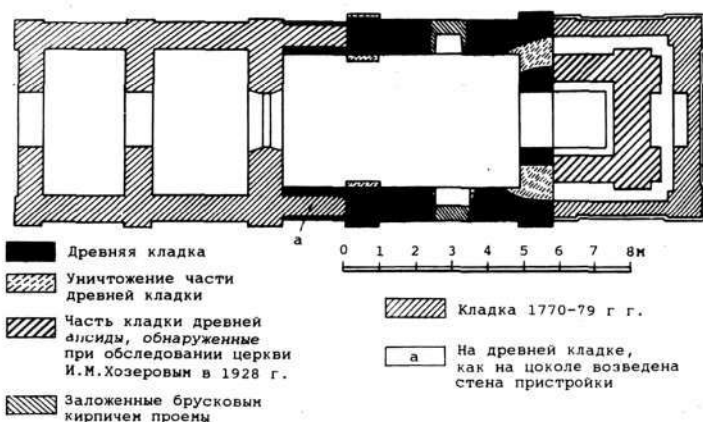 а
0 1 2 3 4 5 6 7 8м
Древняя кладка
Уничтожение части
древней кладки
Часть кладки древней
апсиды, обнаруженные
при обследовании церкви
И.М.Хозеровым в 1928 г.
Заложенные брусковым
кирпичем проемы
Кладка 1770-79 г г.
а
На древней кладке,
как на цоколе возведена
стена пристройки